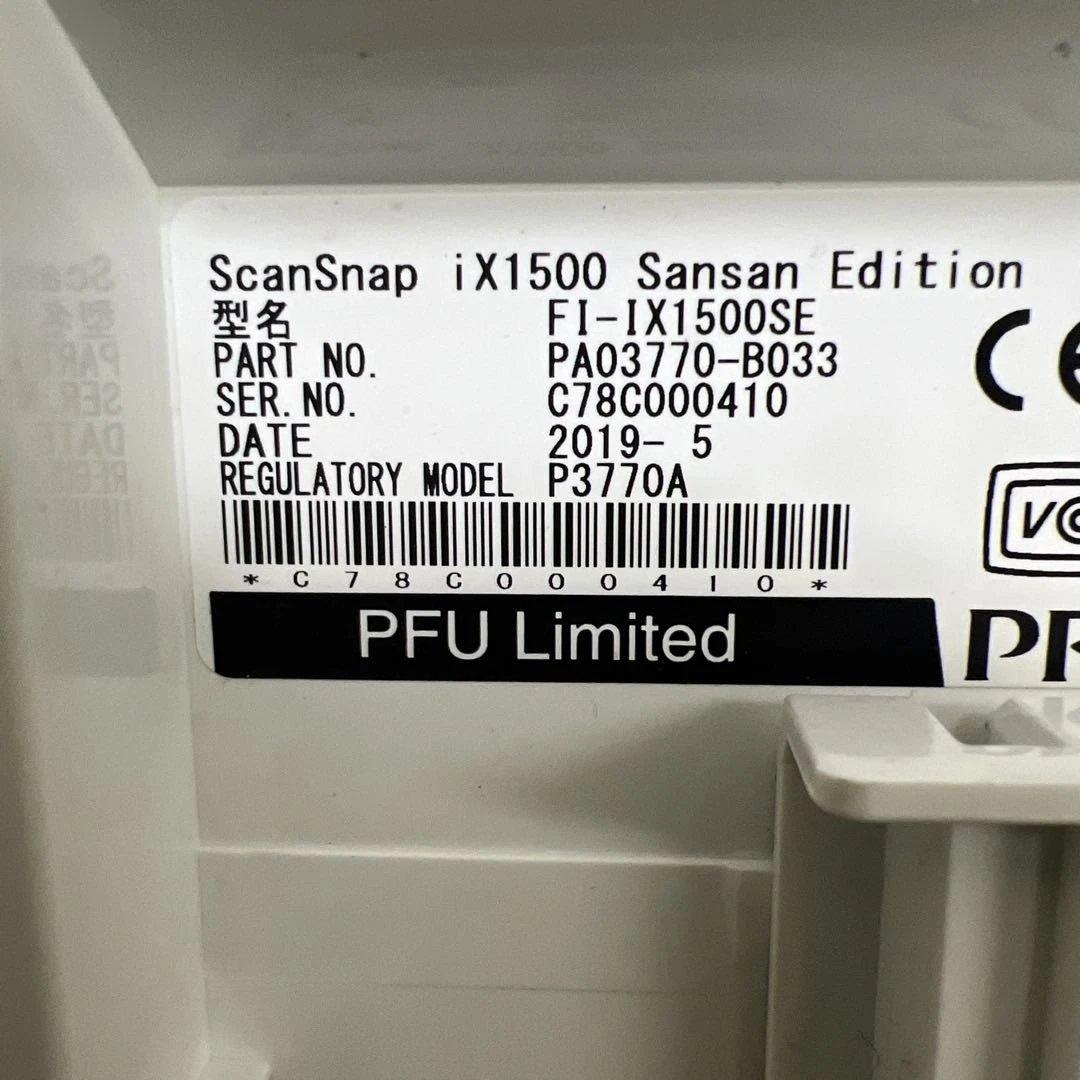 ScanSnap iX1500 Sansan Edition
型名 FI-IX1500SE
PART NO. PA03770-B033
SER.NO. C78C000410
DATE 2019- 5
REGULATORY MODEL P3770A
*C78C000410*
PFU Limited